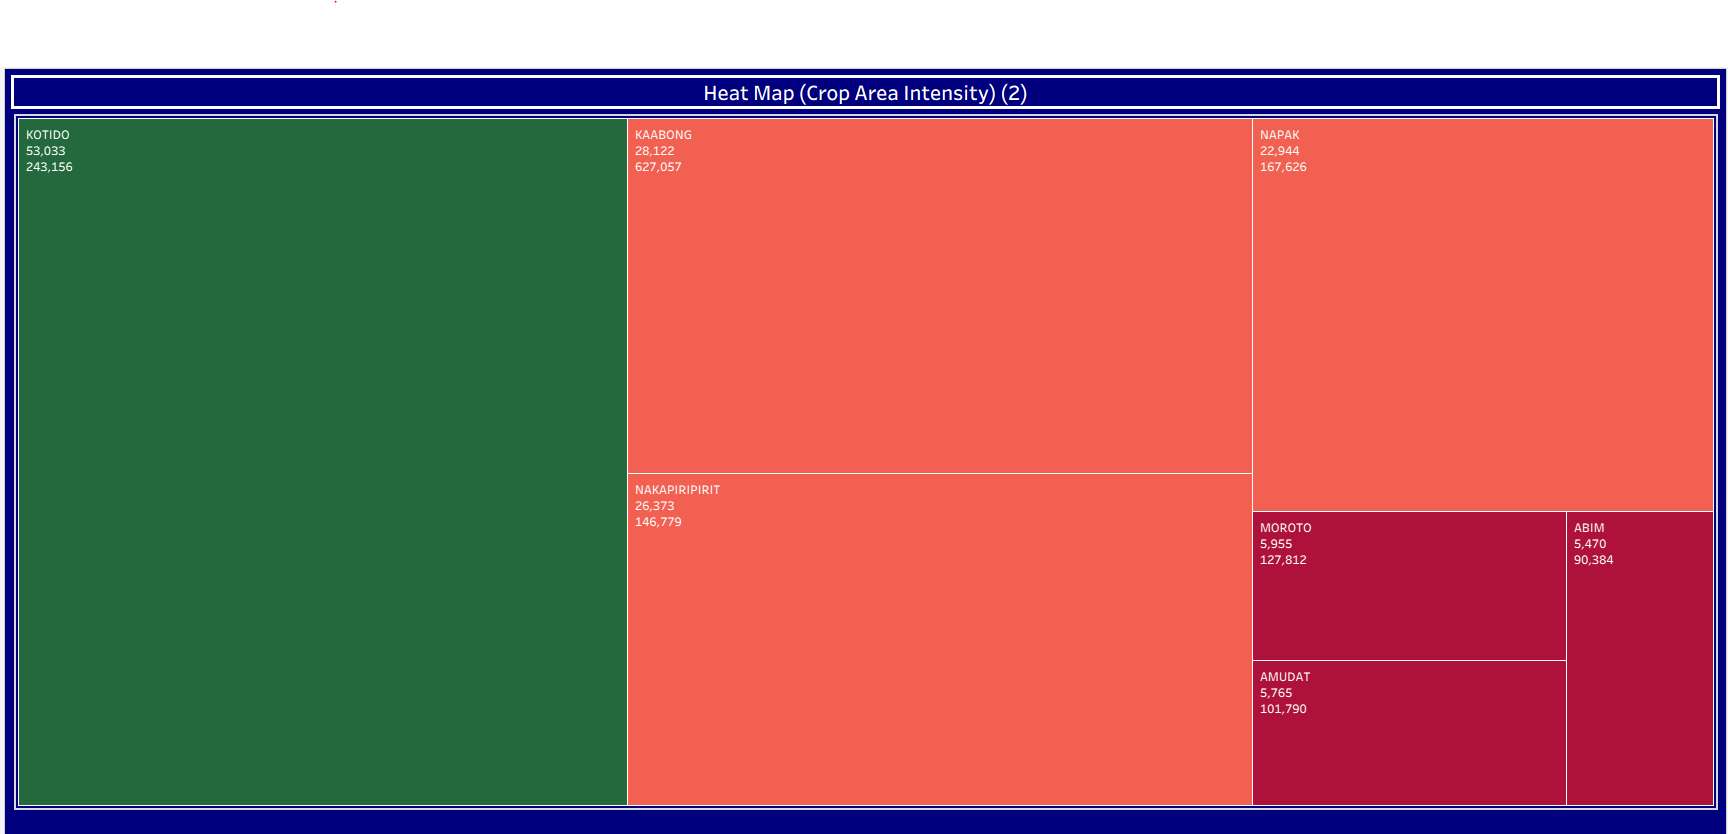 Heat Map (Crop Area Intensity) (2)
KOTIDO
53,033
243,156
KAABONG
28,122
627,057
NAPAK
22,944
167,626
NAKAPIRIPIRIT
26,373
146,779
MOROTO
5,955
127,812
ABIM
5,470
90,384
AMUDAT
5,765
101,790